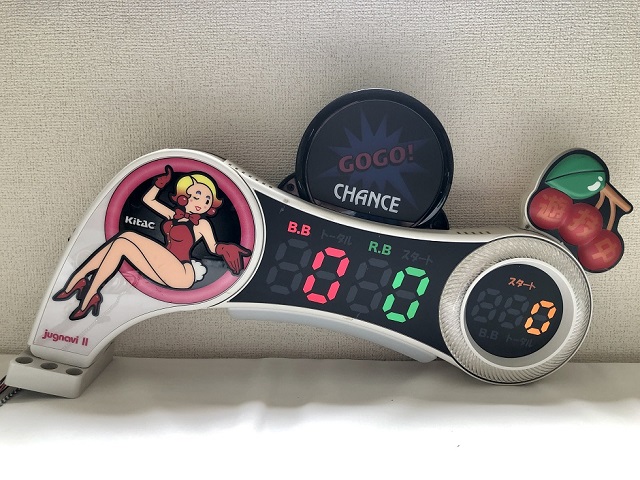 GOGO!
CHANCE
Kitac
B.B トータル R.B スタート
0 0
スタート
0
B.B トータル
jugnavi II